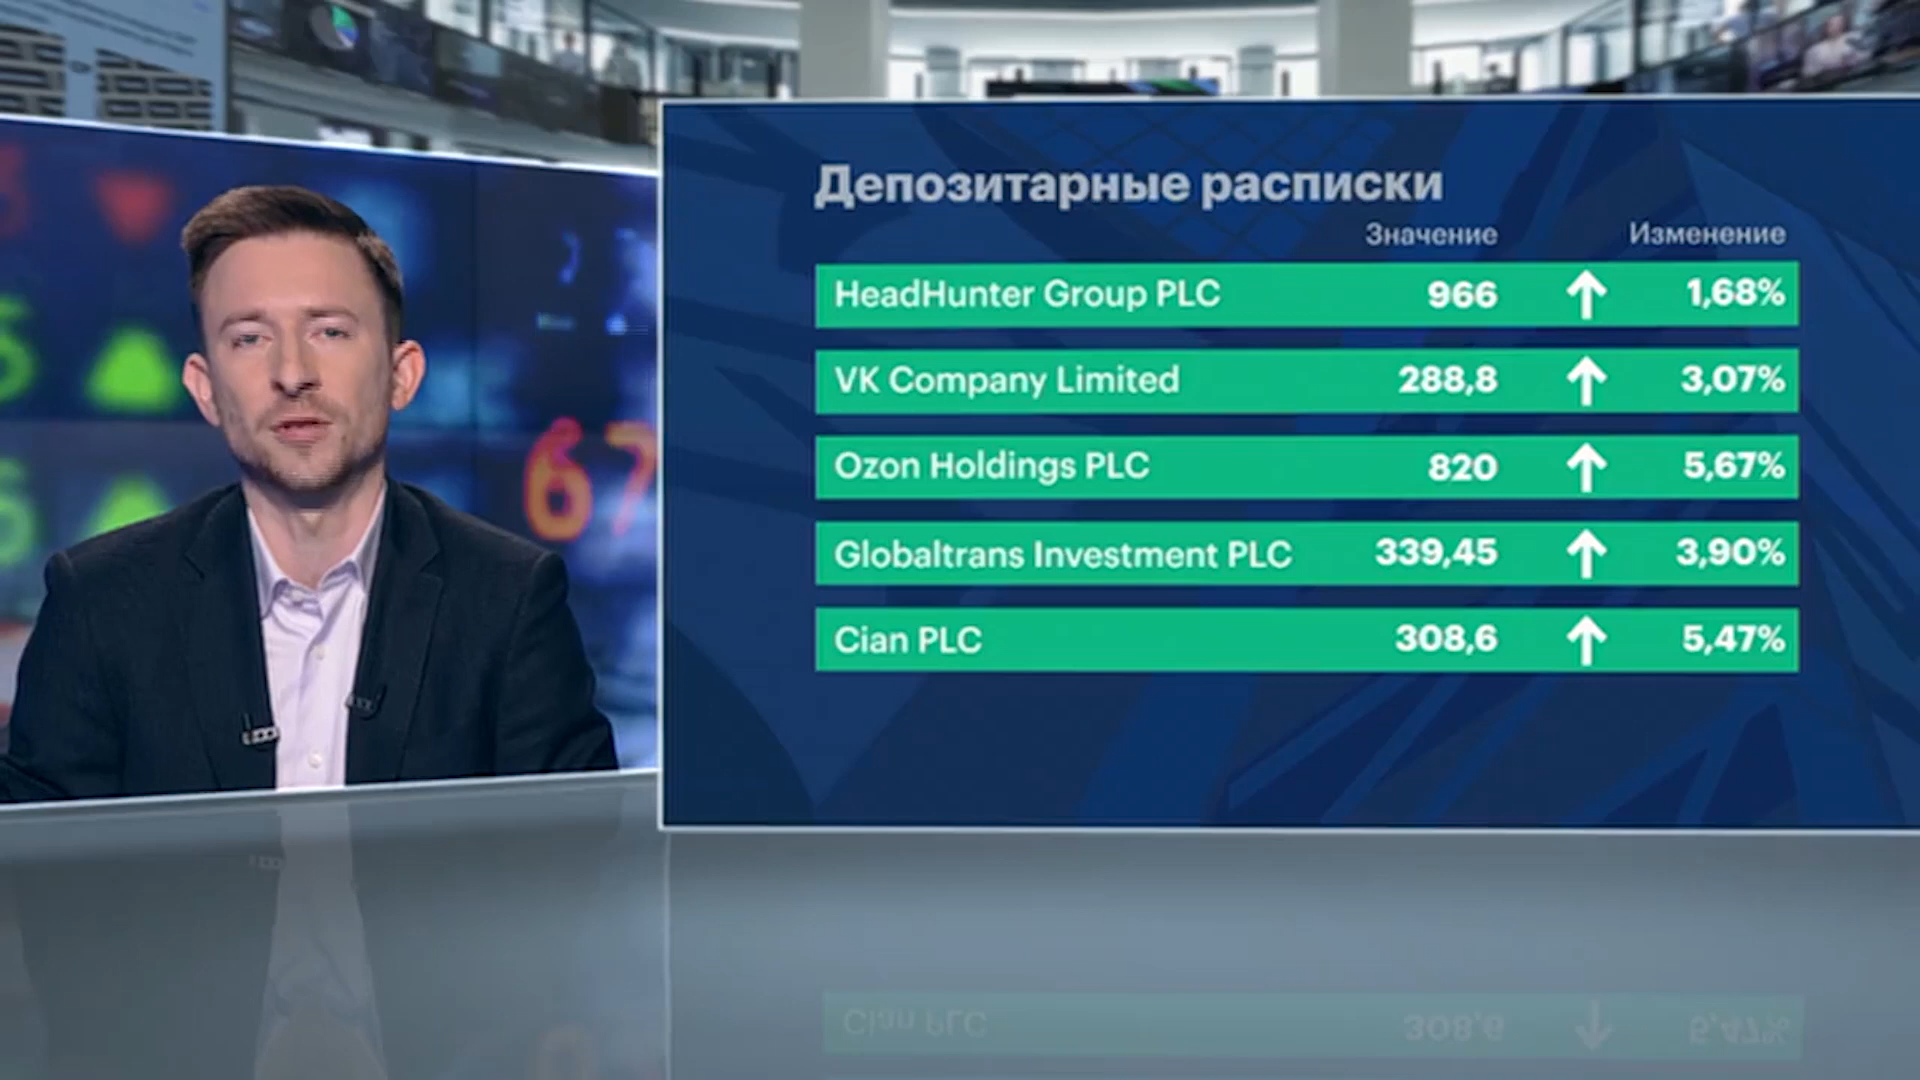 Депозитарные расписки
Значение Изменение
HeadHunter Group PLC 966 ↑ 1,68%
VK Company Limited 288,8 ↑ 3,07%
Ozon Holdings PLC 820 ↑ 5,67%
Globaltrans Investment PLC 339,45 ↑ 3,90%
Cian PLC 308,6 ↑ 5,47%
67